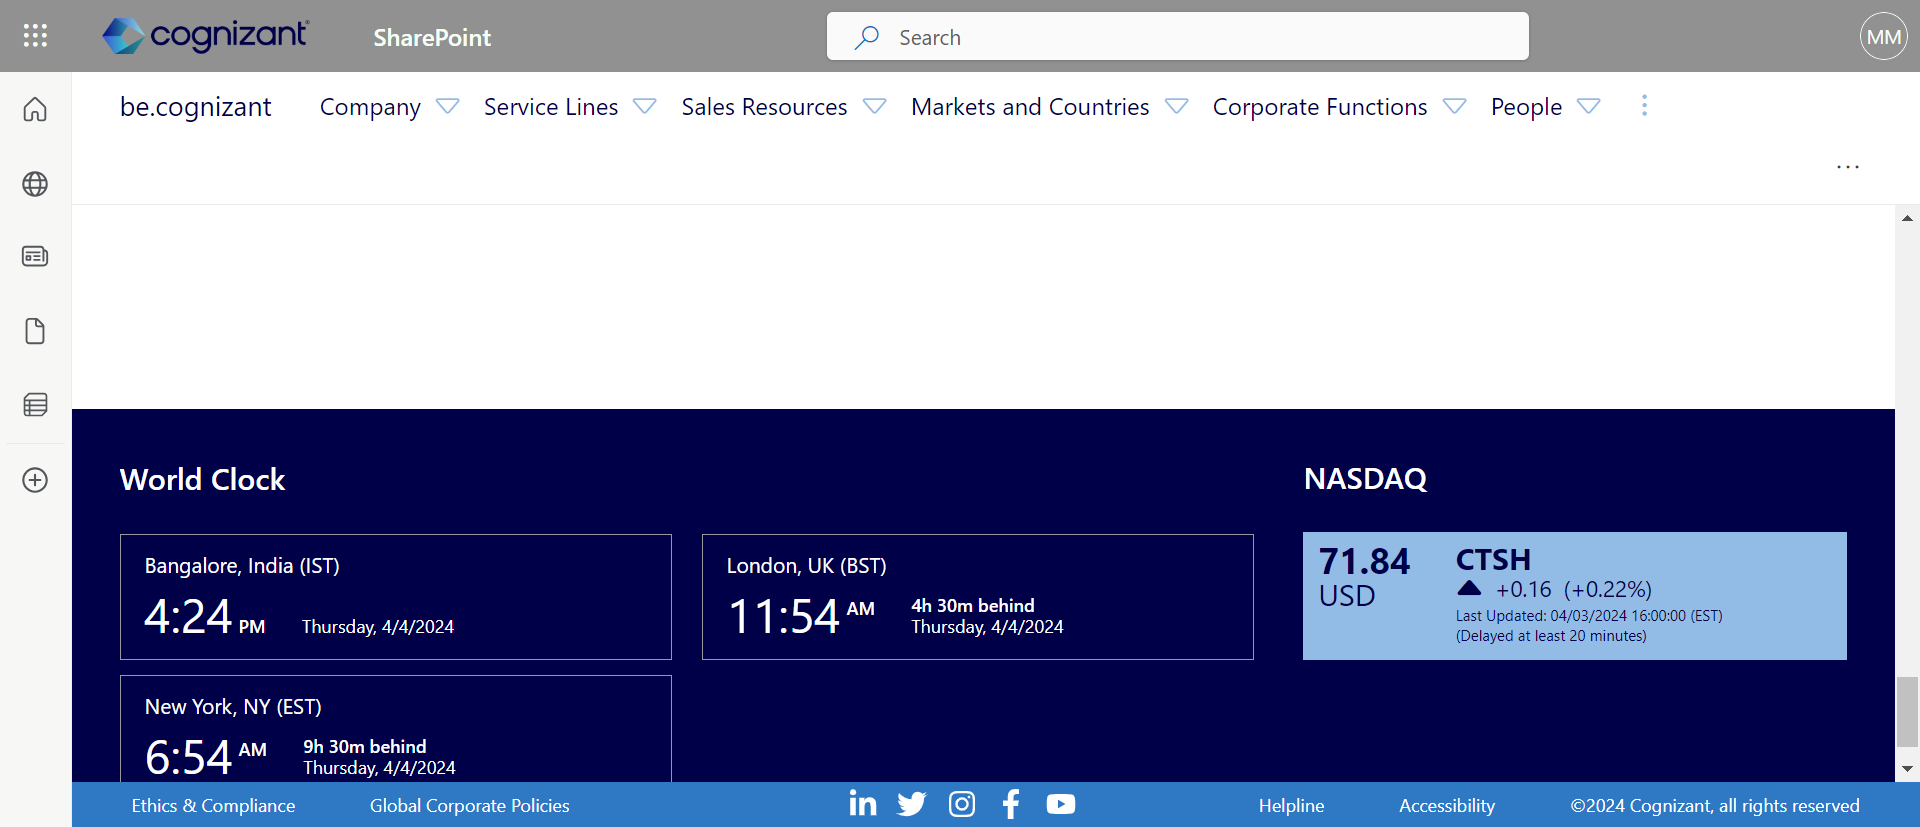 cognizant
SharePoint
Search
MM
be.cognizant
Company
Service Lines
Sales Resources
Markets and Countries
Corporate Functions
People
World Clock
Bangalore, India (IST)
4:24 PM
Thursday, 4/4/2024
London, UK (BST)
11:54 AM
4h 30m behind
Thursday, 4/4/2024
New York, NY (EST)
6:54 AM
9h 30m behind
Thursday, 4/4/2024
NASDAQ
71.84
USD
CTSH
+0.16 (+0.22%)
Last Updated: 04/03/2024 16:00:00 (EST)
(Delayed at least 20 minutes)
Ethics & Compliance
Global Corporate Policies
Helpline
Accessibility
©2024 Cognizant, all rights reserved